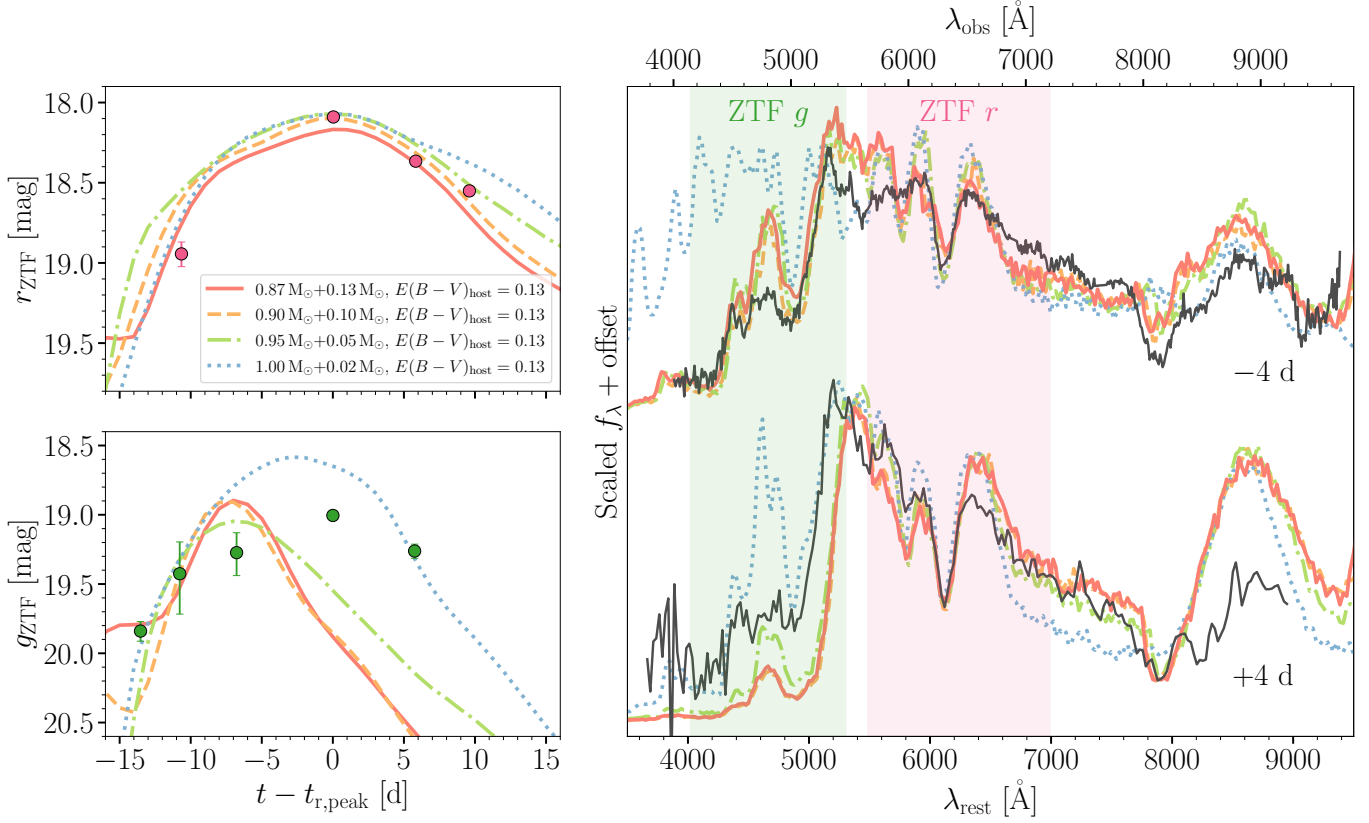 18.0
18.5
19.0
19.5
r_ZTF [mag]
0.87 M⊙+0.13 M⊙, E(B − V)host = 0.13
0.90 M⊙+0.10 M⊙, E(B − V)host = 0.13
0.95 M⊙+0.05 M⊙, E(B − V)host = 0.13
1.00 M⊙+0.02 M⊙, E(B − V)host = 0.13
18.5
19.0
19.5
20.0
20.5
g_ZTF [mag]
−15 −10 −5 0 5 10 15
t − t_r,peak [d]
λ_obs [Å]
4000 5000 6000 7000 8000 9000
ZTF g ZTF r
Scaled f_λ + offset
−4 d
+4 d
4000 5000 6000 7000 8000 9000
λ_rest [Å]